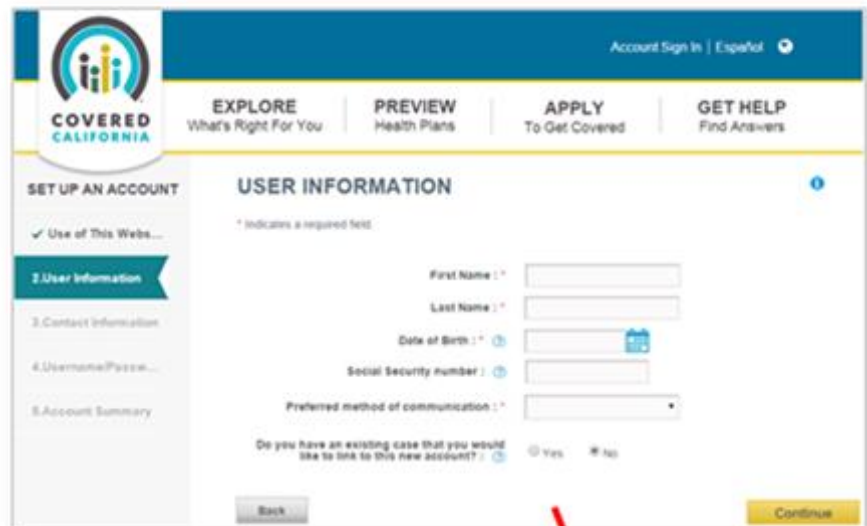 Account Sign In | Español
COVERED
CALIFORNIA
EXPLORE
What's Right For You
PREVIEW
Health Plans
APPLY
To Get Covered
GET HELP
Find Answers
SET UP AN ACCOUNT
✓ Use of This Webs...
2.User Information
3.Contact Information
4.Username/Passw...
5.Account Summary
USER INFORMATION
* Indicates a required field.
First Name : *
Last Name : *
Date of Birth : * ?
Social Security number : ?
Preferred method of communication : *
Do you have an existing case that you would
like to link to this new account? : ?
Yes No
Back
Continue